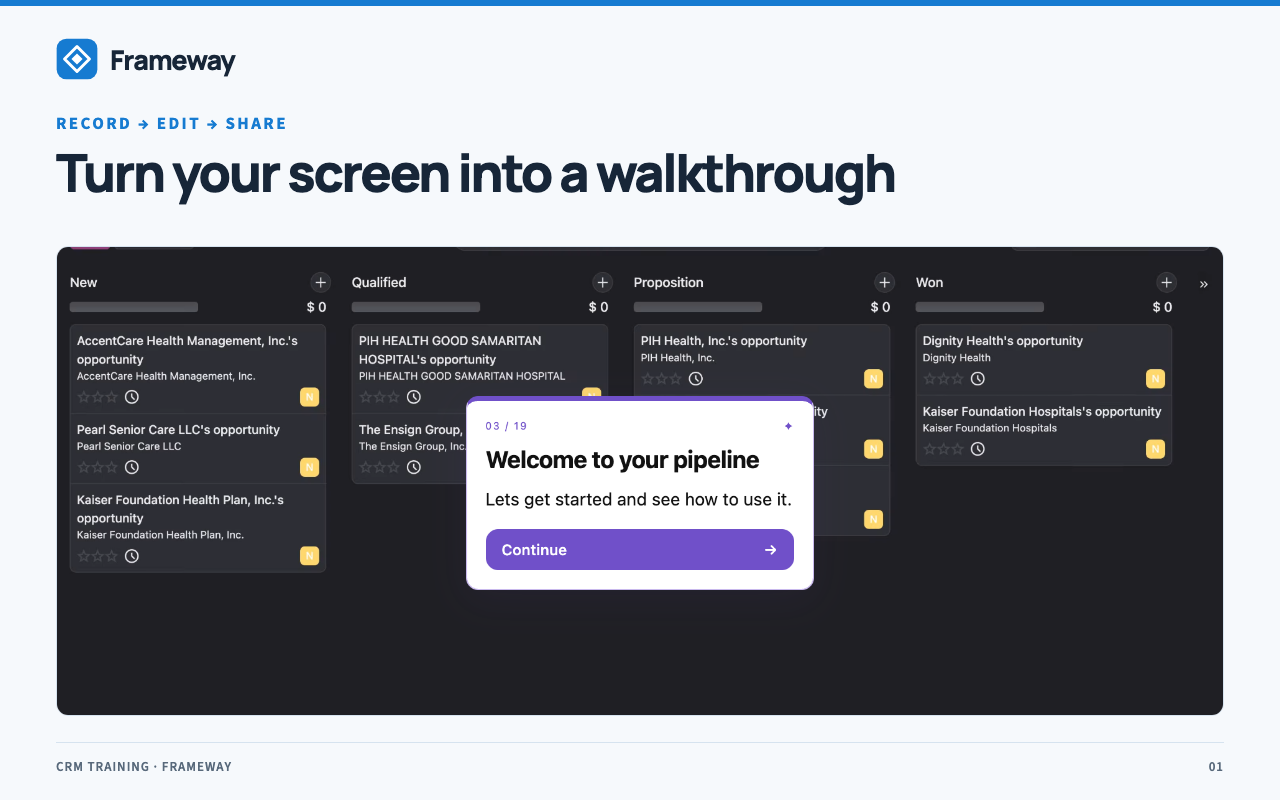 Frameway
RECORD → EDIT → SHARE
Turn your screen into a walkthrough
New
$ 0
AccentCare Health Management, Inc.'s
opportunity
AccentCare Health Management, Inc.
N
Pearl Senior Care LLC's opportunity
Pearl Senior Care LLC
N
Kaiser Foundation Health Plan, Inc.'s
opportunity
Kaiser Foundation Health Plan, Inc.
N
Qualified
$ 0
PIH HEALTH GOOD SAMARITAN
HOSPITAL's opportunity
PIH HEALTH GOOD SAMARITAN HOSPITAL
The Ensign Group,
The Ensign Group, Inc.
Proposition
$ 0
PIH Health, Inc.'s opportunity
PIH Health, Inc.
N
N
N
Won
$ 0
»
Dignity Health's opportunity
Dignity Health
N
Kaiser Foundation Hospitals's opportunity
Kaiser Foundation Hospitals
N
03 / 19
Welcome to your pipeline
Lets get started and see how to use it.
Continue →
CRM TRAINING · FRAMEWAY
01